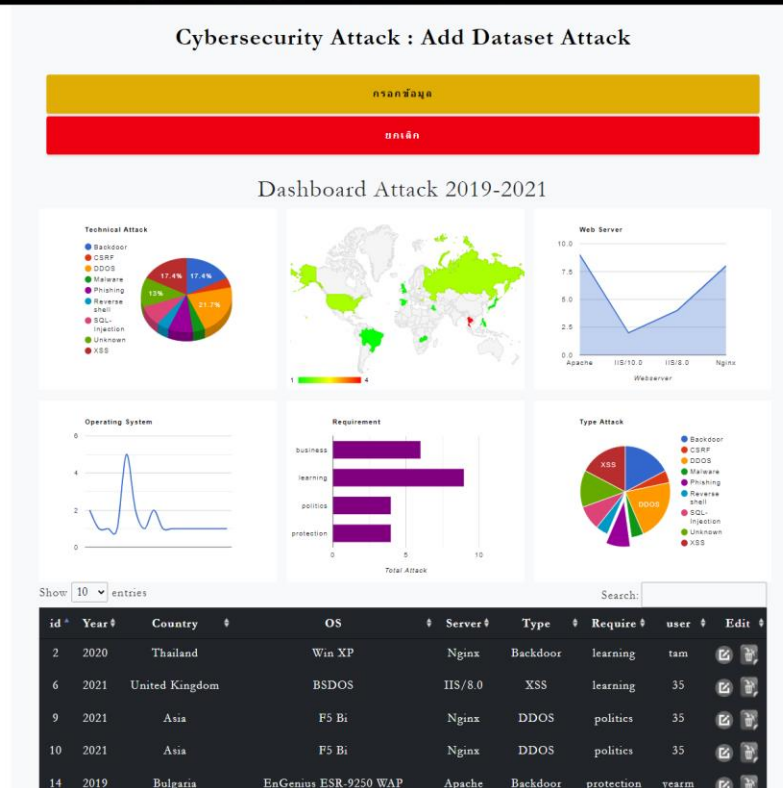 Cybersecurity Attack : Add Dataset Attack
กรอกข้อมูล
ยกเลิก
Dashboard Attack 2019-2021
Technical Attack
Backdoor
CSRF
DDOS
Malware
Phishing
Reverse
shell
SQL-
Injection
Unknown
XSS
17.4%
17.4%
13%
21.7%
1
4
Web Server
10.0
7.5
5.0
2.5
0.0
Apache IIS/10.0 IIS/8.0 Nginx
Webserver
Operating System
6
4
2
0
Requirement
business
learning
politics
protection
0 5 10
Total Attack
Type Attack
XSS
DDOS
Backdoor
CSRF
DDOS
Malware
Phishing
Reverse
shell
SQL-
Injection
Unknown
XSS
Show 10 entries
Search:
id Year Country OS Server Type Require user Edit
2 2020 Thailand Win XP Nginx Backdoor learning tam
6 2021 United Kingdom BSDOS IIS/8.0 XSS learning 35
9 2021 Asia F5 Bi Nginx DDOS politics 35
10 2021 Asia F5 Bi Nginx DDOS politics 35
14 2019 Bulgaria EnGenius ESR-9250 WAP Apache Backdoor protection yearm